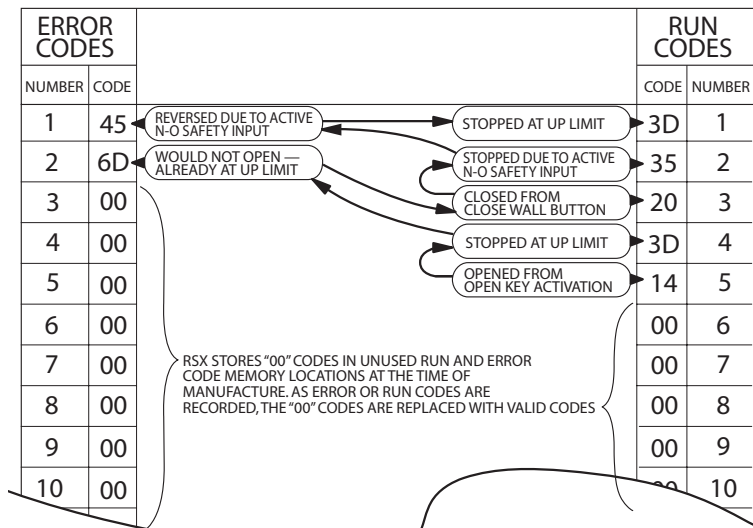 ERROR CODES
RUN CODES
NUMBER CODE
CODE NUMBER
1 45 REVERSED DUE TO ACTIVE N-O SAFETY INPUT STOPPED AT UP LIMIT 3D 1
2 6D WOULD NOT OPEN — ALREADY AT UP LIMIT STOPPED DUE TO ACTIVE N-O SAFETY INPUT 35 2
3 00 CLOSED FROM CLOSE WALL BUTTON 20 3
4 00 STOPPED AT UP LIMIT 3D 4
5 00 OPENED FROM OPEN KEY ACTIVATION 14 5
6 00 00 6
7 00 00 7
8 00 00 8
9 00 00 9
10 00 10
RSX STORES “00” CODES IN UNUSED RUN AND ERROR
CODE MEMORY LOCATIONS AT THE TIME OF
MANUFACTURE. AS ERROR OR RUN CODES ARE
RECORDED, THE “00” CODES ARE REPLACED WITH VALID CODES